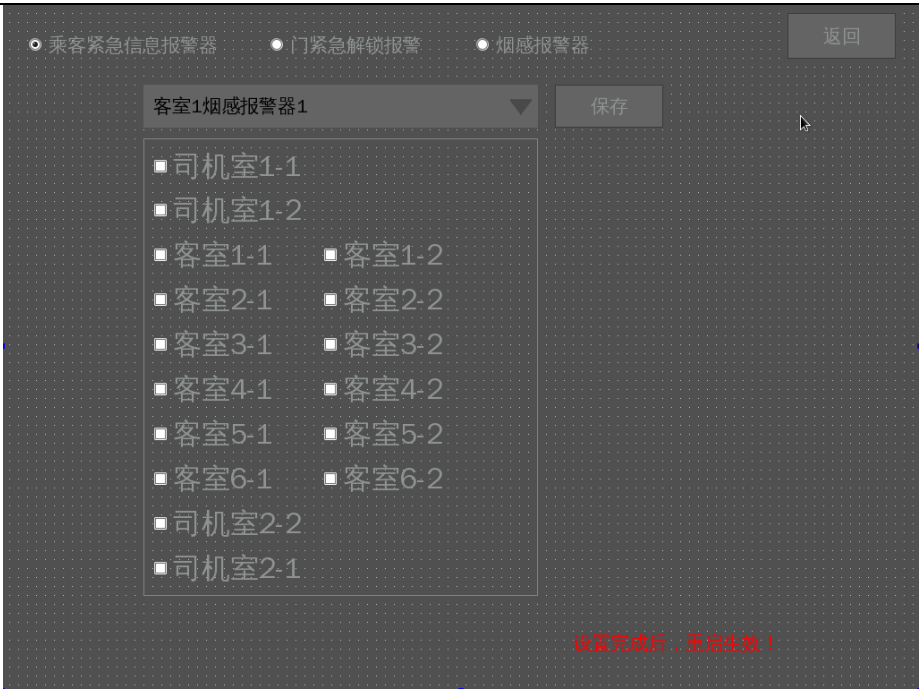 乘客紧急信息报警器 门紧急解锁报警 烟感报警器 返回
客室1烟感报警器1 保存
司机室1-1
司机室1-2
客室1-1 客室1-2
客室2-1 客室2-2
客室3-1 客室3-2
客室4-1 客室4-2
客室5-1 客室5-2
客室6-1 客室6-2
司机室2-2
司机室2-1
设置完成后，重启生效！